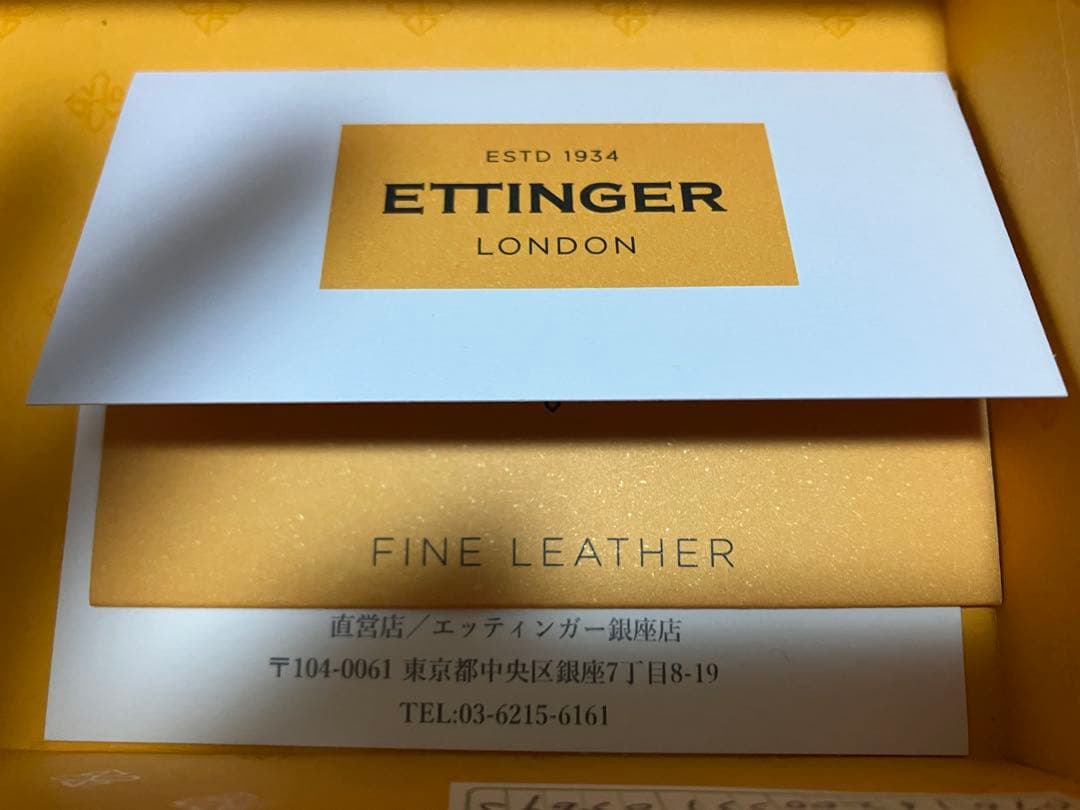 ESTD 1934
ETTINGER
LONDON
FINE LEATHER
直営店／エッティンガー銀座店
〒104-0061 東京都中央区銀座7丁目8-19
TEL:03-6215-6161